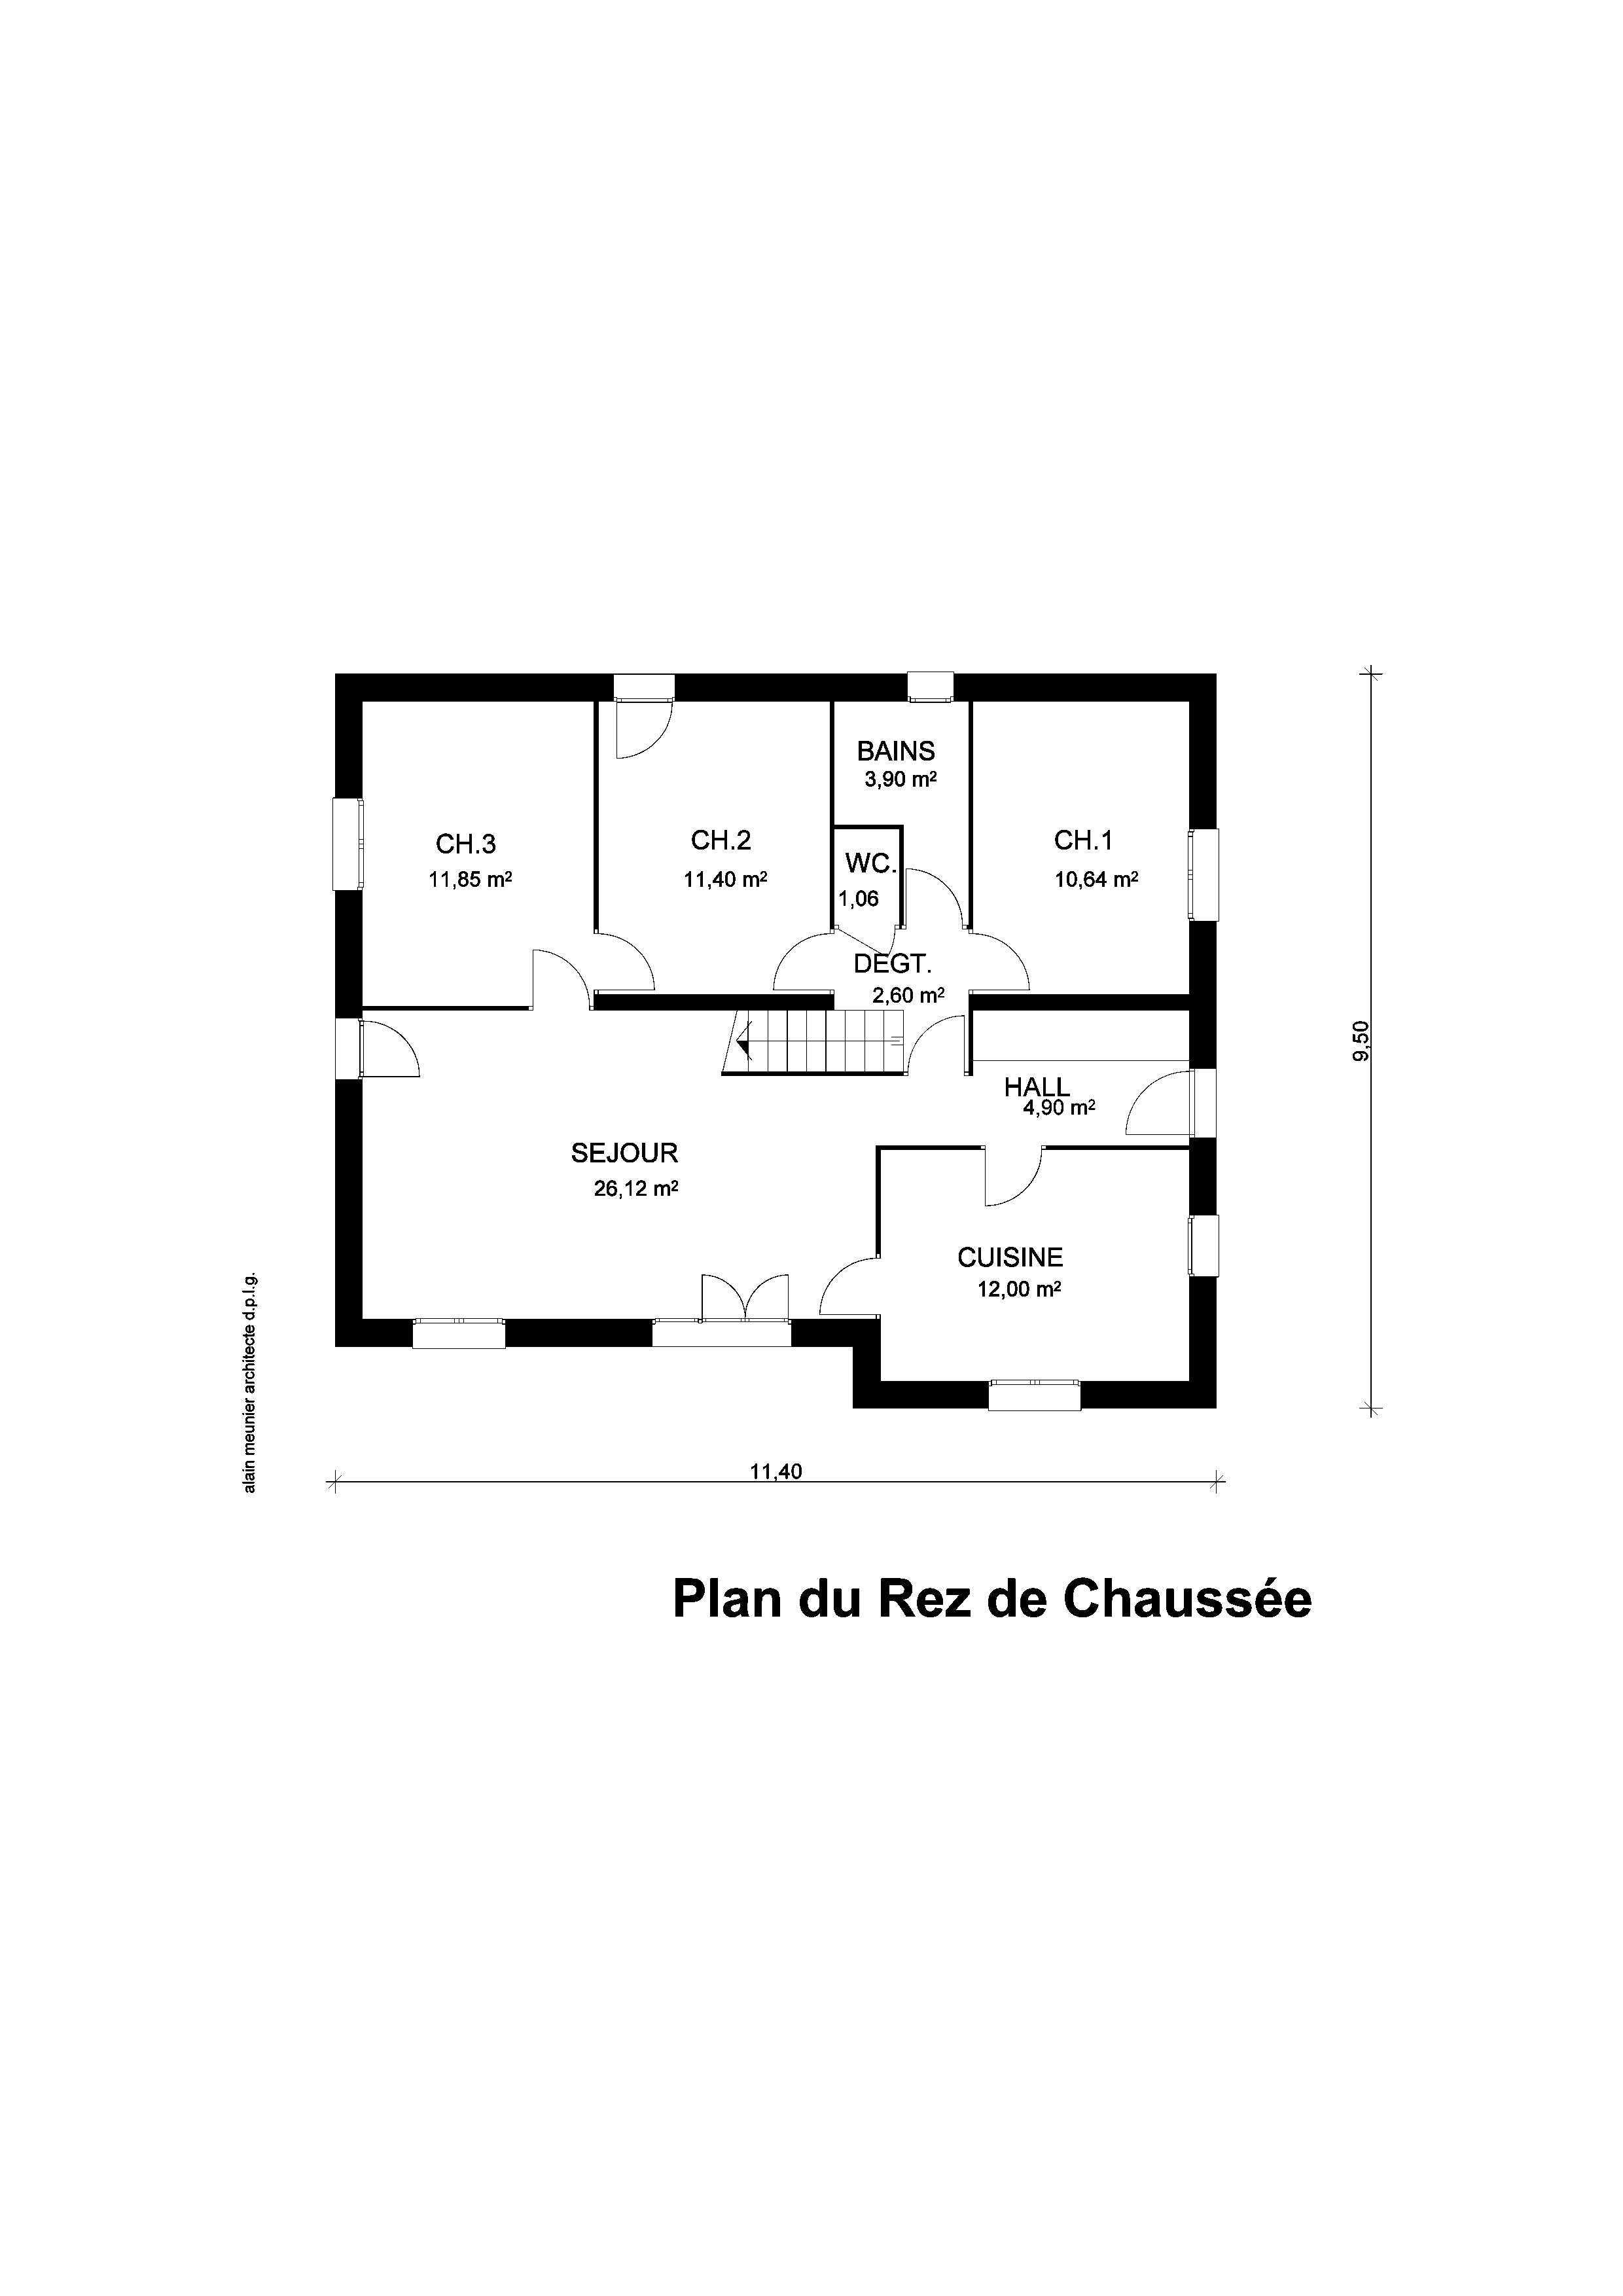 BAINS
3,90 m²
CH.3
11,85 m²
CH.2
11,40 m²
WC.
1,06
CH.1
10,64 m²
DEGT.
2,60 m²
HALL
4,90 m²
SEJOUR
26,12 m²
CUISINE
12,00 m²
9,50
11,40
alain meunier architecte d.p.l.g.
Plan du Rez de Chaussée